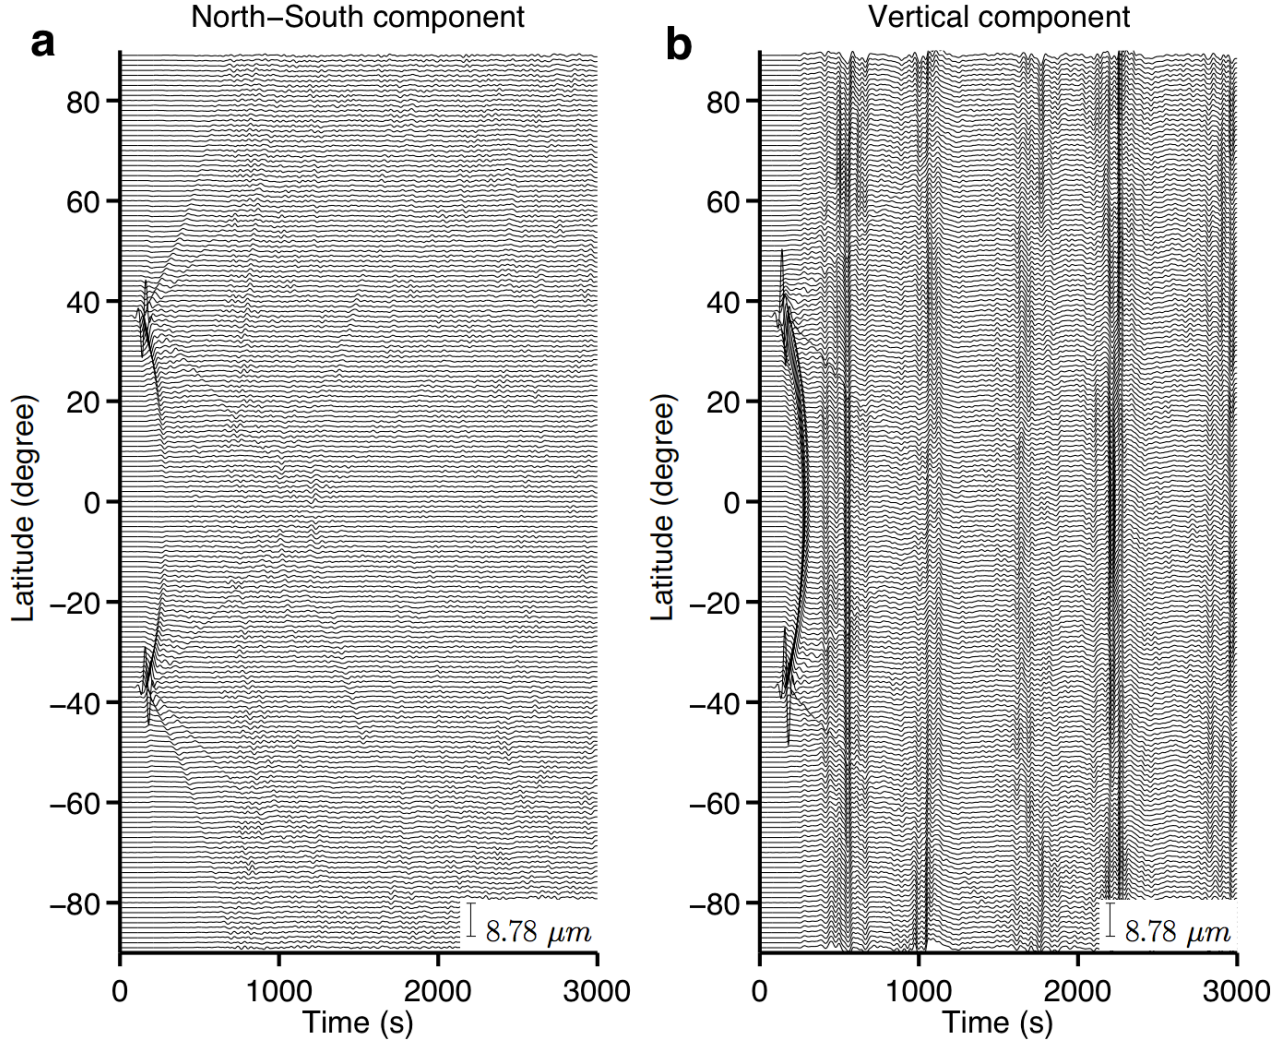 North−South component
a
Latitude (degree)
80
60
40
20
0
−20
−40
−60
−80
8.78 μm
0 1000 2000 3000
Time (s)
Vertical component
b
Latitude (degree)
80
60
40
20
0
−20
−40
−60
−80
8.78 μm
0 1000 2000 3000
Time (s)